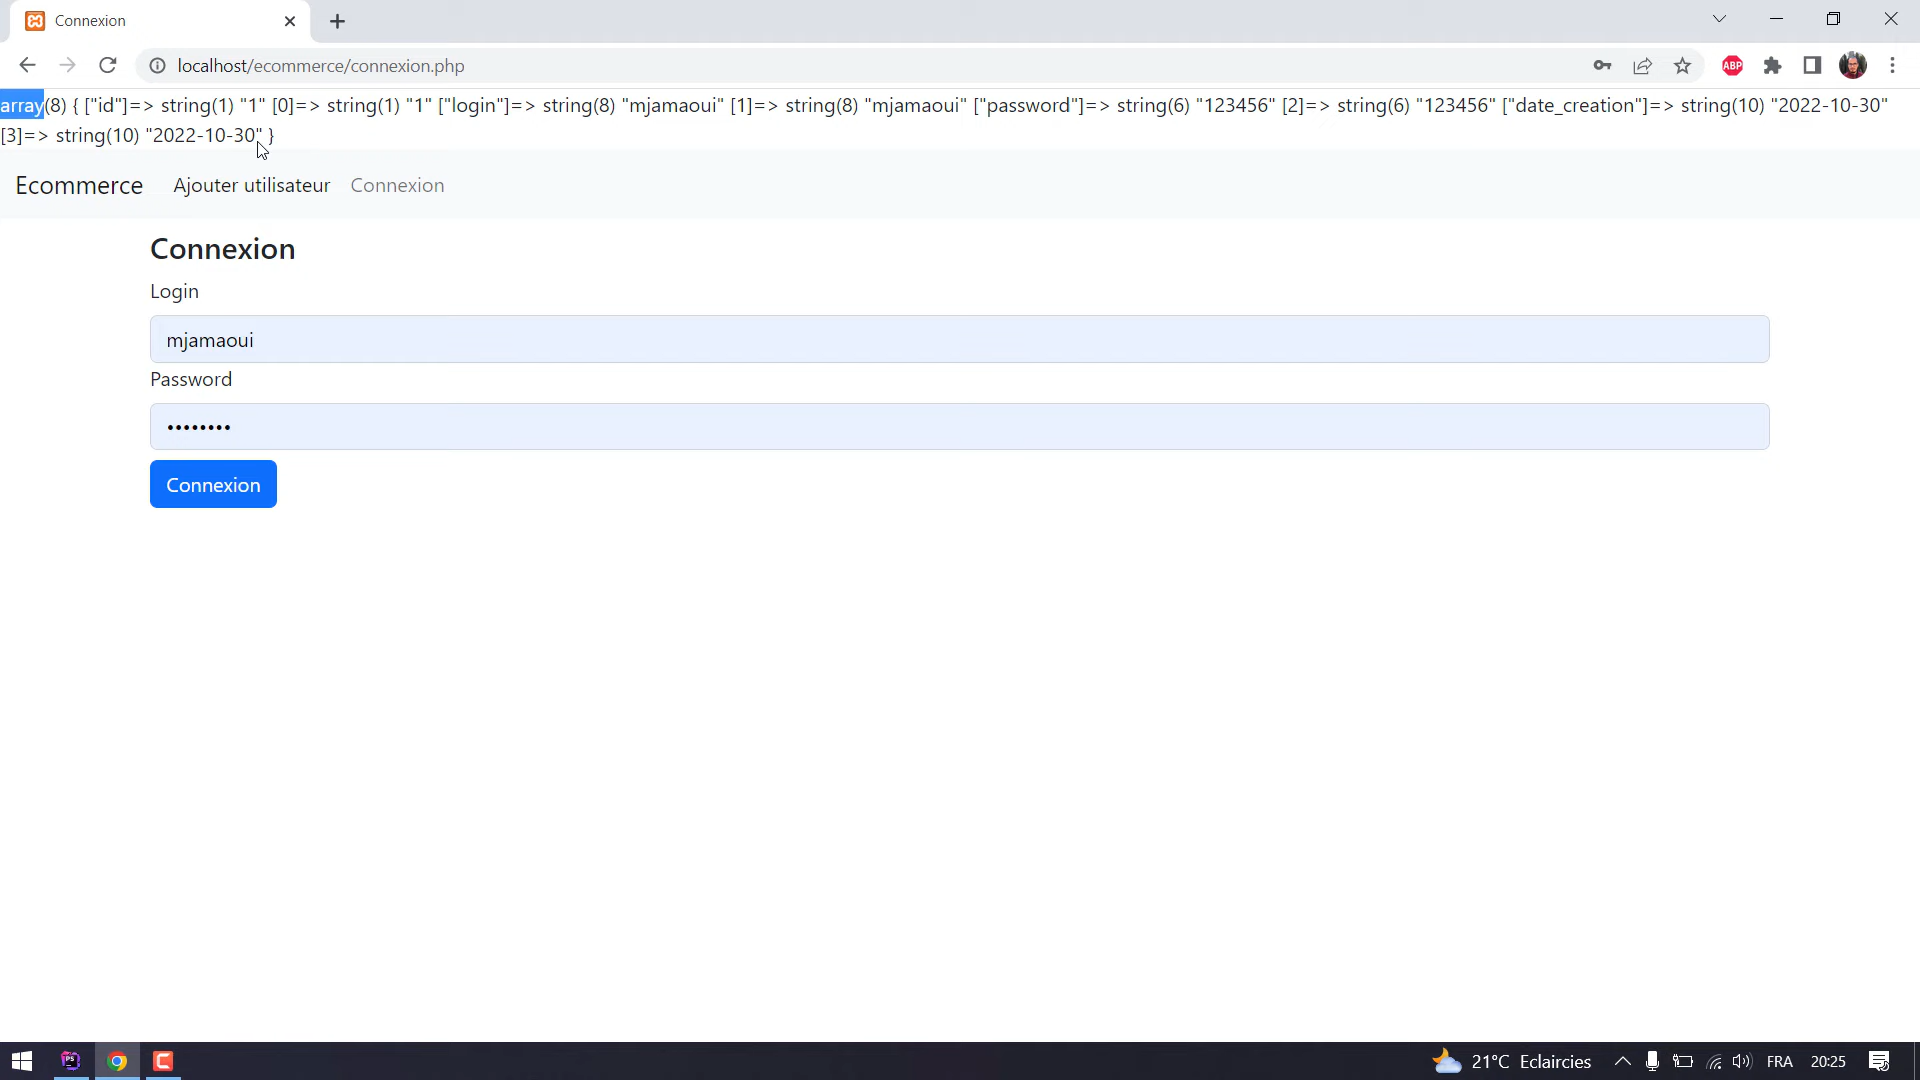 Connexion
localhost/ecommerce/connexion.php
ABP
array(8) { ["id"]=> string(1) "1" [0]=> string(1) "1" ["login"]=> string(8) "mjamaoui" [1]=> string(8) "mjamaoui" ["password"]=> string(6) "123456" [2]=> string(6) "123456" ["date_creation"]=> string(10) "2022-10-30"
[3]=> string(10) "2022-10-30" }
Ecommerce Ajouter utilisateur Connexion
Connexion
Login
mjamaoui
Password
••••••••
Connexion
PS 21°C Eclaircies FRA 20:25